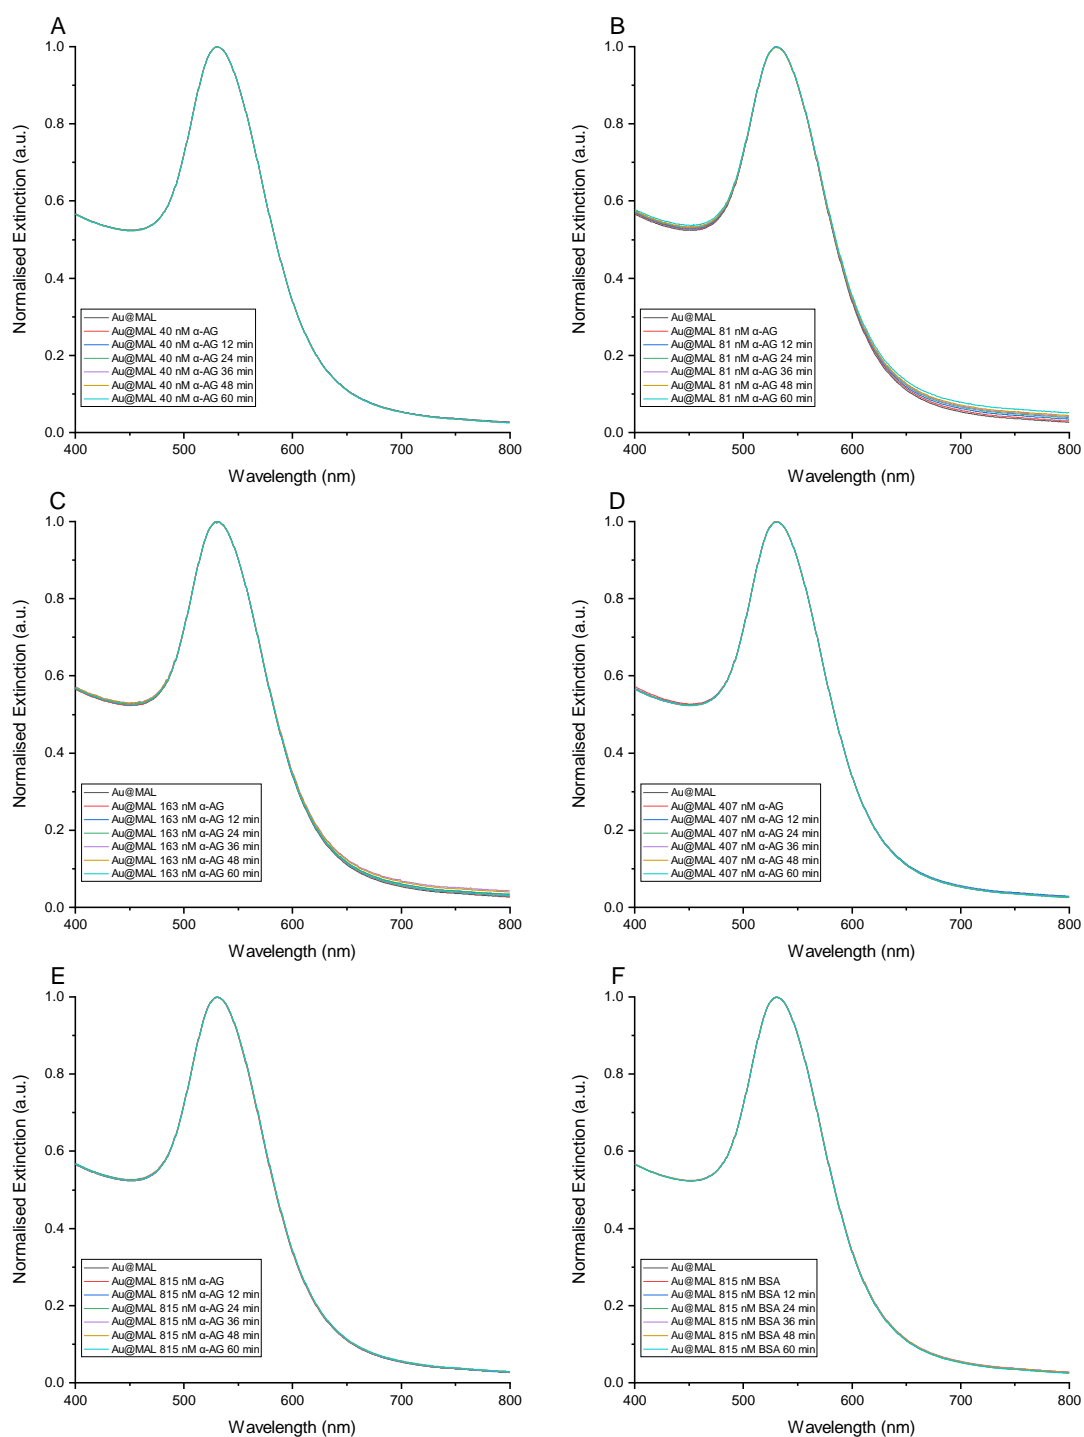 A
Normalised Extinction (a.u.)
1.0
0.8
0.6
0.4
0.2
0.0
Au@MAL
Au@MAL 40 nM α-AG
Au@MAL 40 nM α-AG 12 min
Au@MAL 40 nM α-AG 24 min
Au@MAL 40 nM α-AG 36 min
Au@MAL 40 nM α-AG 48 min
Au@MAL 40 nM α-AG 60 min
400 500 600 700 800
Wavelength (nm)
B
Normalised Extinction (a.u.)
1.0
0.8
0.6
0.4
0.2
0.0
Au@MAL
Au@MAL 81 nM α-AG
Au@MAL 81 nM α-AG 12 min
Au@MAL 81 nM α-AG 24 min
Au@MAL 81 nM α-AG 36 min
Au@MAL 81 nM α-AG 48 min
Au@MAL 81 nM α-AG 60 min
400 500 600 700 800
Wavelength (nm)
C
Normalised Extinction (a.u.)
1.0
0.8
0.6
0.4
0.2
0.0
Au@MAL
Au@MAL 163 nM α-AG
Au@MAL 163 nM α-AG 12 min
Au@MAL 163 nM α-AG 24 min
Au@MAL 163 nM α-AG 36 min
Au@MAL 163 nM α-AG 48 min
Au@MAL 163 nM α-AG 60 min
400 500 600 700 800
Wavelength (nm)
D
Normalised Extinction (a.u.)
1.0
0.8
0.6
0.4
0.2
0.0
Au@MAL
Au@MAL 407 nM α-AG
Au@MAL 407 nM α-AG 12 min
Au@MAL 407 nM α-AG 24 min
Au@MAL 407 nM α-AG 36 min
Au@MAL 407 nM α-AG 48 min
Au@MAL 407 nM α-AG 60 min
400 500 600 700 800
Wavelength (nm)
E
Normalised Extinction (a.u.)
1.0
0.8
0.6
0.4
0.2
0.0
Au@MAL
Au@MAL 815 nM α-AG
Au@MAL 815 nM α-AG 12 min
Au@MAL 815 nM α-AG 24 min
Au@MAL 815 nM α-AG 36 min
Au@MAL 815 nM α-AG 48 min
Au@MAL 815 nM α-AG 60 min
400 500 600 700 800
Wavelength (nm)
F
Normalised Extinction (a.u.)
1.0
0.8
0.6
0.4
0.2
0.0
Au@MAL
Au@MAL 815 nM BSA
Au@MAL 815 nM BSA 12 min
Au@MAL 815 nM BSA 24 min
Au@MAL 815 nM BSA 36 min
Au@MAL 815 nM BSA 48 min
Au@MAL 815 nM BSA 60 min
400 500 600 700 800
Wavelength (nm)